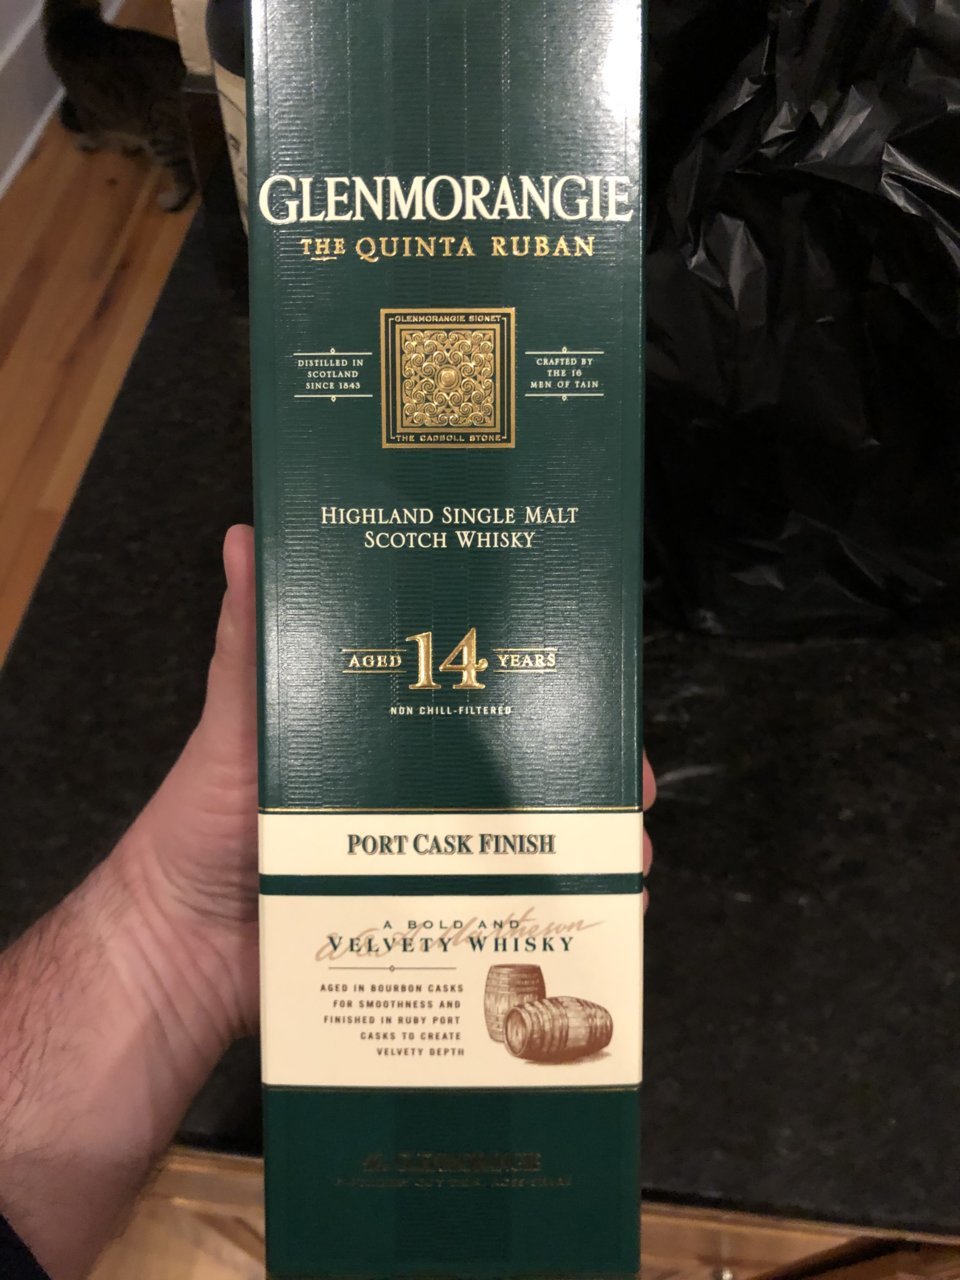 GLENMORANGIE
THE QUINTA RUBAN
GLENMORANGIE SIGNET
DISTILLED IN
SCOTLAND
SINCE 1843
CRAFTED BY
THE 16
MEN OF TAIN
THE CADBOLL STONE
HIGHLAND SINGLE MALT
SCOTCH WHISKY
AGED 14 YEARS
NON CHILL-FILTERED
PORT CASK FINISH
A BOLD AND
VELVETY WHISKY
AGED IN BOURBON CASKS
FOR SMOOTHNESS AND
FINISHED IN RUBY PORT
CASKS TO CREATE
VELVETY DEPTH
GLENMORANGIE